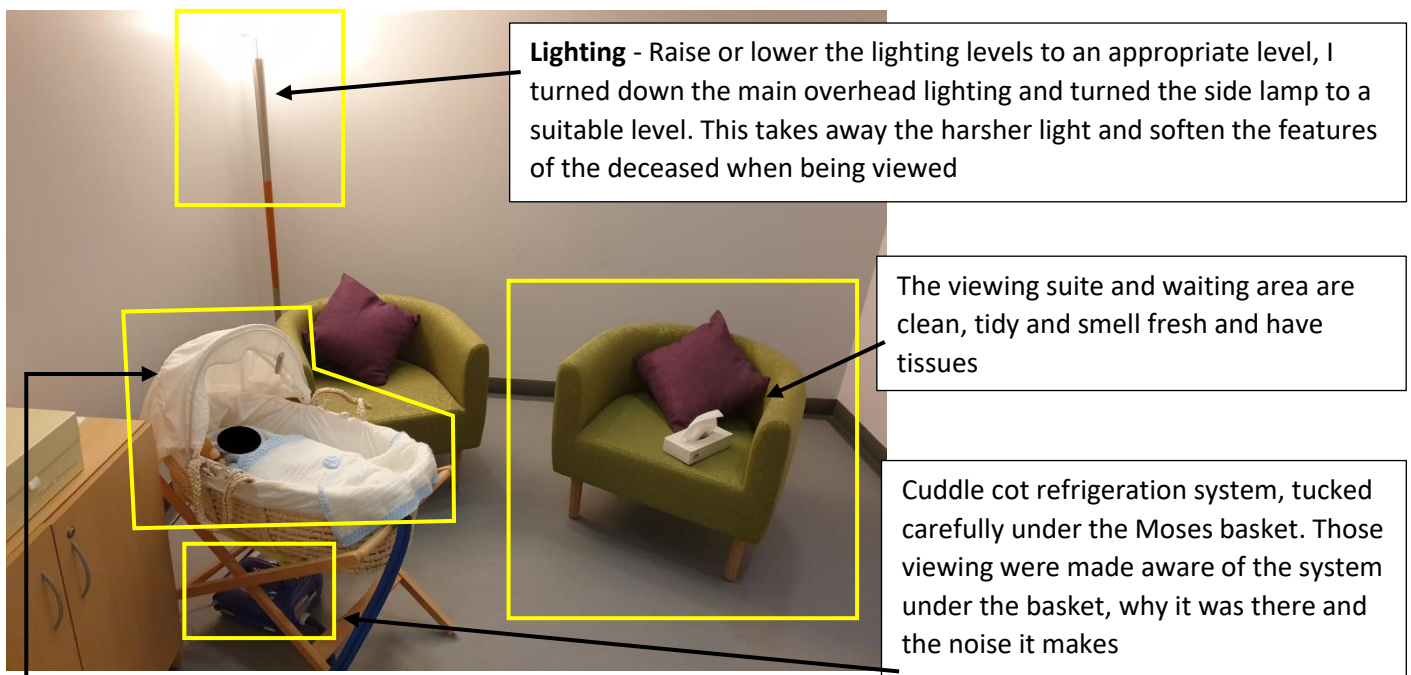 Lighting - Raise or lower the lighting levels to an appropriate level, I
turned down the main overhead lighting and turned the side lamp to a
suitable level. This takes away the harsher light and soften the features
of the deceased when being viewed
The viewing suite and waiting area are
clean, tidy and smell fresh and have
tissues
Cuddle cot refrigeration system, tucked
carefully under the Moses basket. Those
viewing were made aware of the system
under the basket, why it was there and
the noise it makes